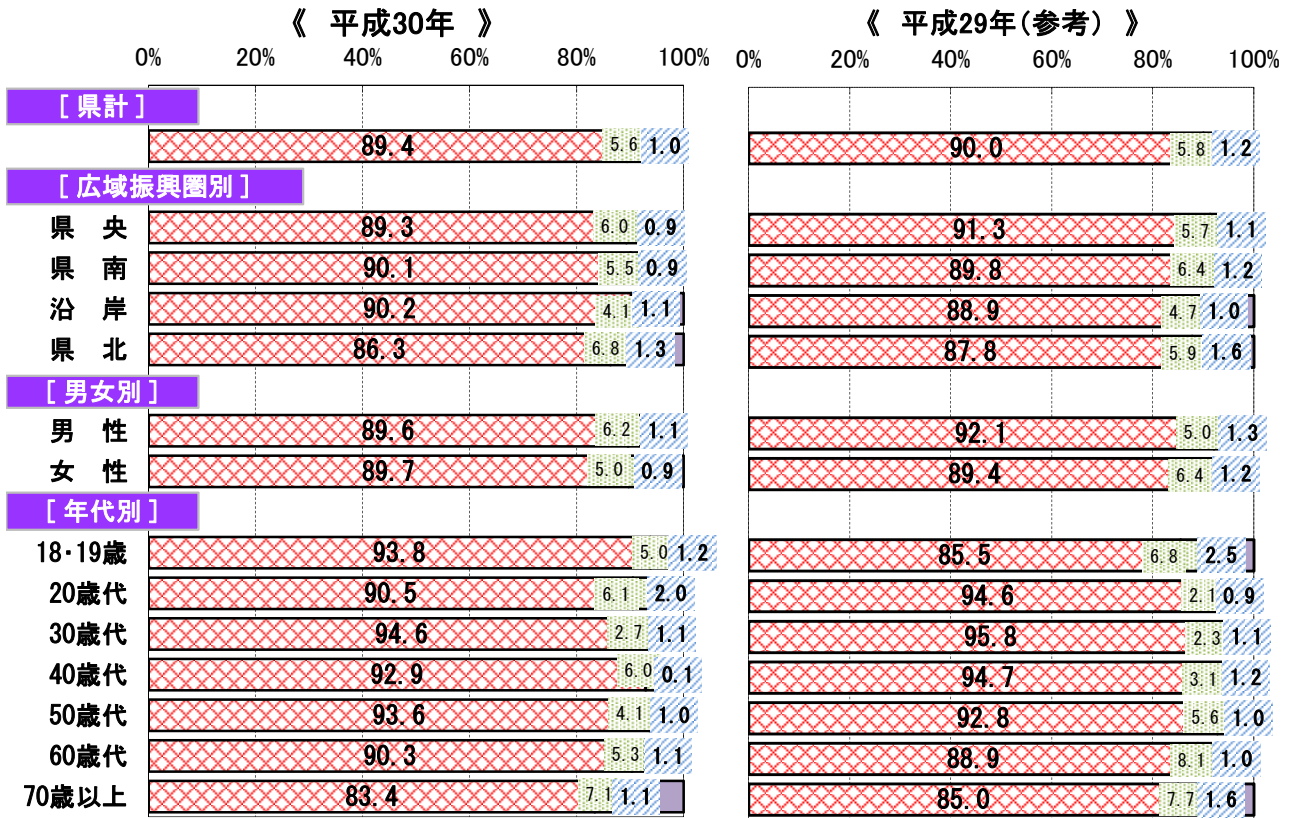 《 平成30年 》 《 平成29年(参考) 》
0% 20% 40% 60% 80% 100% 0% 20% 40% 60% 80% 100%
[ 県計 ]
89.4 5.6 1.0 90.0 5.8 1.2
[ 広域振興圏別 ]
県 央 89.3 6.0 0.9 91.3 5.7 1.1
県 南 90.1 5.5 0.9 89.8 6.4 1.2
沿 岸 90.2 4.1 1.1 88.9 4.7 1.0
県 北 86.3 6.8 1.3 87.8 5.9 1.6
[ 男女別 ]
男 性 89.6 6.2 1.1 92.1 5.0 1.3
女 性 89.7 5.0 0.9 89.4 6.4 1.2
[ 年代別 ]
18・19歳 93.8 5.0 1.2 85.5 6.8 2.5
20歳代 90.5 6.1 2.0 94.6 2.1 0.9
30歳代 94.6 2.7 1.1 95.8 2.3 1.1
40歳代 92.9 6.0 0.1 94.7 3.1 1.2
50歳代 93.6 4.1 1.0 92.8 5.6 1.0
60歳代 90.3 5.3 1.1 88.9 8.1 1.0
70歳以上 83.4 7.1 1.1 85.0 7.7 1.6